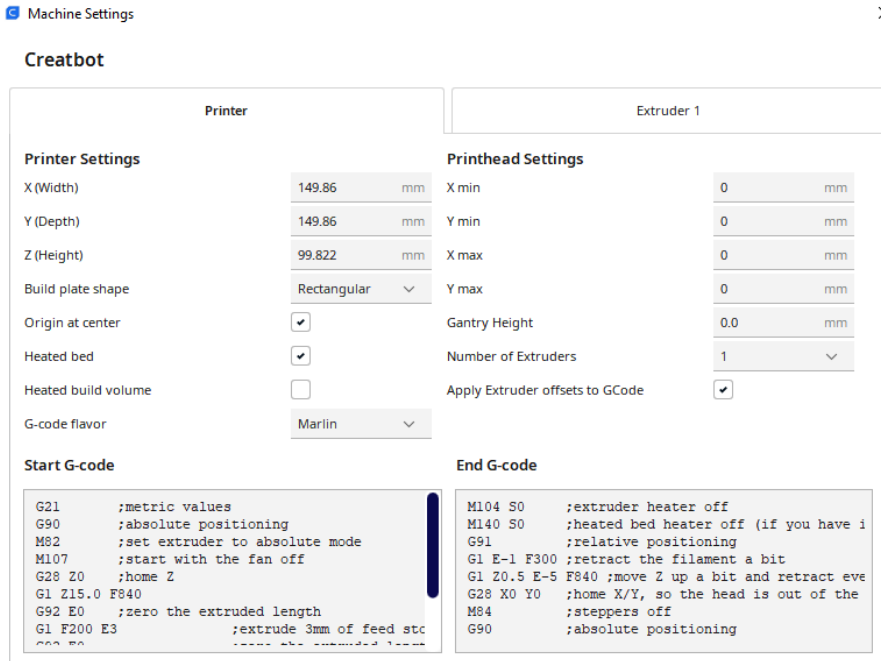 Machine Settings
Creatbot
Printer
Extruder 1
Printer Settings
X (Width) 149.86 mm
Y (Depth) 149.86 mm
Z (Height) 99.822 mm
Build plate shape Rectangular
Origin at center
Heated bed
Heated build volume
G-code flavor Marlin
Printhead Settings
X min 0 mm
Y min 0 mm
X max 0 mm
Y max 0 mm
Gantry Height 0.0 mm
Number of Extruders 1
Apply Extruder offsets to GCode
Start G-code
G21 ;metric values
G90 ;absolute positioning
M82 ;set extruder to absolute mode
M107 ;start with the fan off
G28 Z0 ;home Z
G1 Z15.0 F840
G92 E0 ;zero the extruded length
G1 F200 E3 ;extrude 3mm of feed sto
G92 E0 ;zero the extruded lengt
End G-code
M104 S0 ;extruder heater off
M140 S0 ;heated bed heater off (if you have i
G91 ;relative positioning
G1 E-1 F300 ;retract the filament a bit
G1 Z0.5 E-5 F840 ;move Z up a bit and retract eve
G28 X0 Y0 ;home X/Y, so the head is out of the
M84 ;steppers off
G90 ;absolute positioning